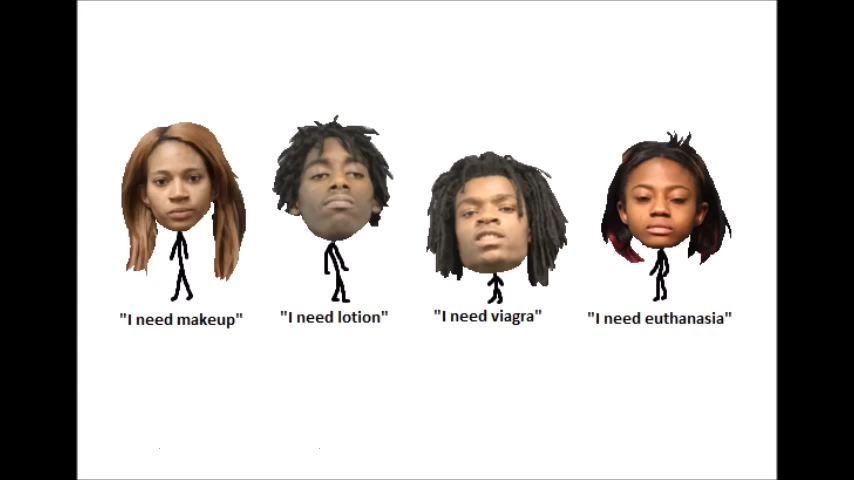 "I need makeup"
"I need lotion"
"I need viagra"
"I need euthanasia"